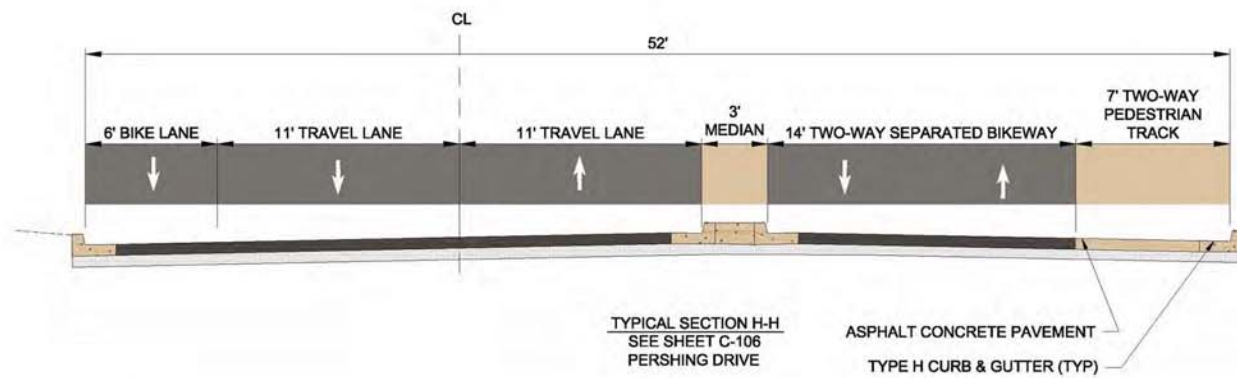 CL
52'
6' BIKE LANE
11' TRAVEL LANE
11' TRAVEL LANE
3'
MEDIAN
14' TWO-WAY SEPARATED BIKEWAY
7' TWO-WAY
PEDESTRIAN
TRACK
TYPICAL SECTION H-H
SEE SHEET C-106
PERSHING DRIVE
ASPHALT CONCRETE PAVEMENT
TYPE H CURB & GUTTER (TYP)